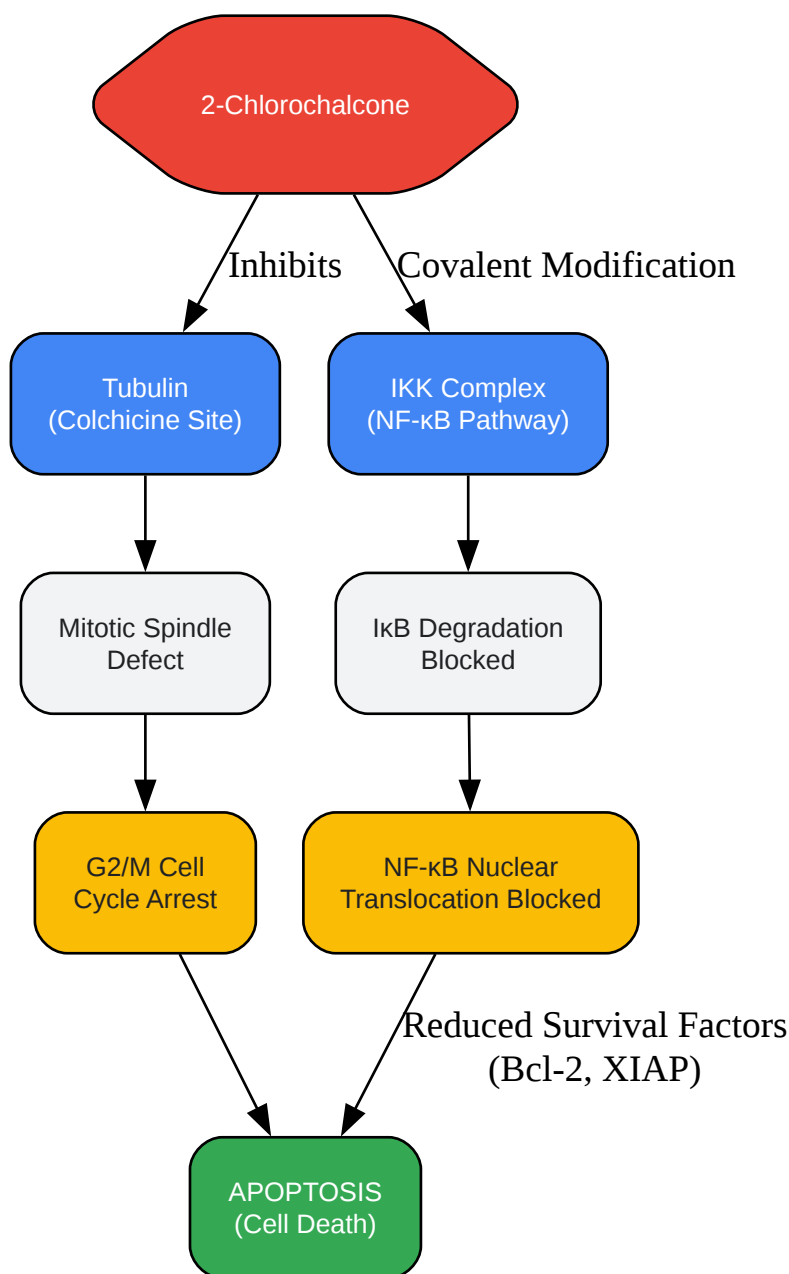 2-Chlorochalcone
Inhibits
Covalent Modification
Tubulin
(Colchicine Site)
IKK Complex
(NF-κB Pathway)
Mitotic Spindle
Defect
IκB Degradation
Blocked
G2/M Cell
Cycle Arrest
NF-κB Nuclear
Translocation Blocked
Reduced Survival Factors
(Bcl-2, XIAP)
APOPTOSIS
(Cell Death)